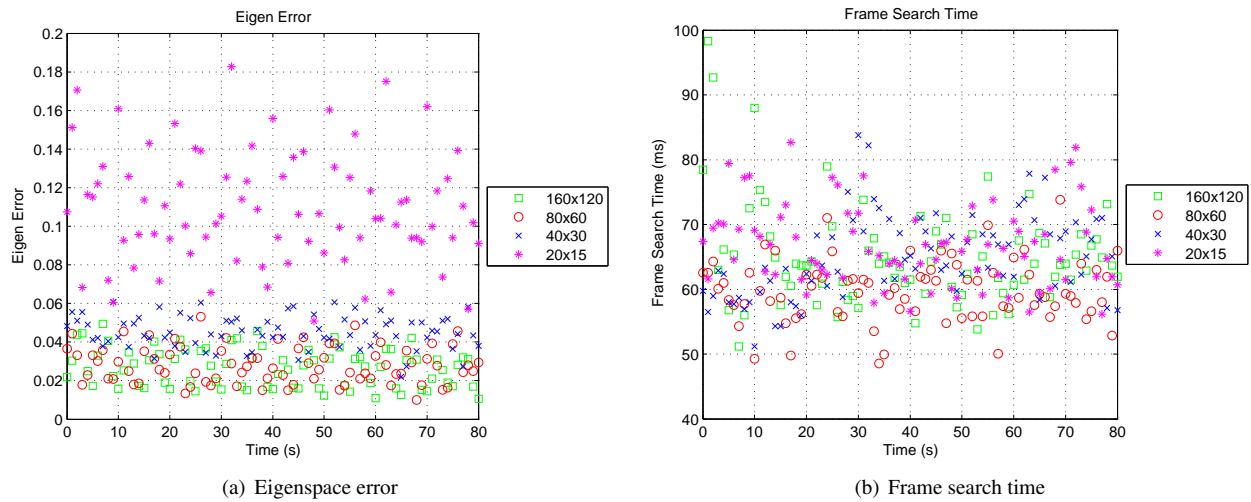 Eigen Error
0.2
0.18
0.16
0.14
0.12
0.1
0.08
0.06
0.04
0.02
0
Eigen Error
0 10 20 30 40 50 60 70 80
Time (s)
160x120
80x60
40x30
20x15
(a) Eigenspace error
Frame Search Time
100
90
80
70
60
50
40
Frame Search Time (ms)
0 10 20 30 40 50 60 70 80
Time (s)
160x120
80x60
40x30
20x15
(b) Frame search time